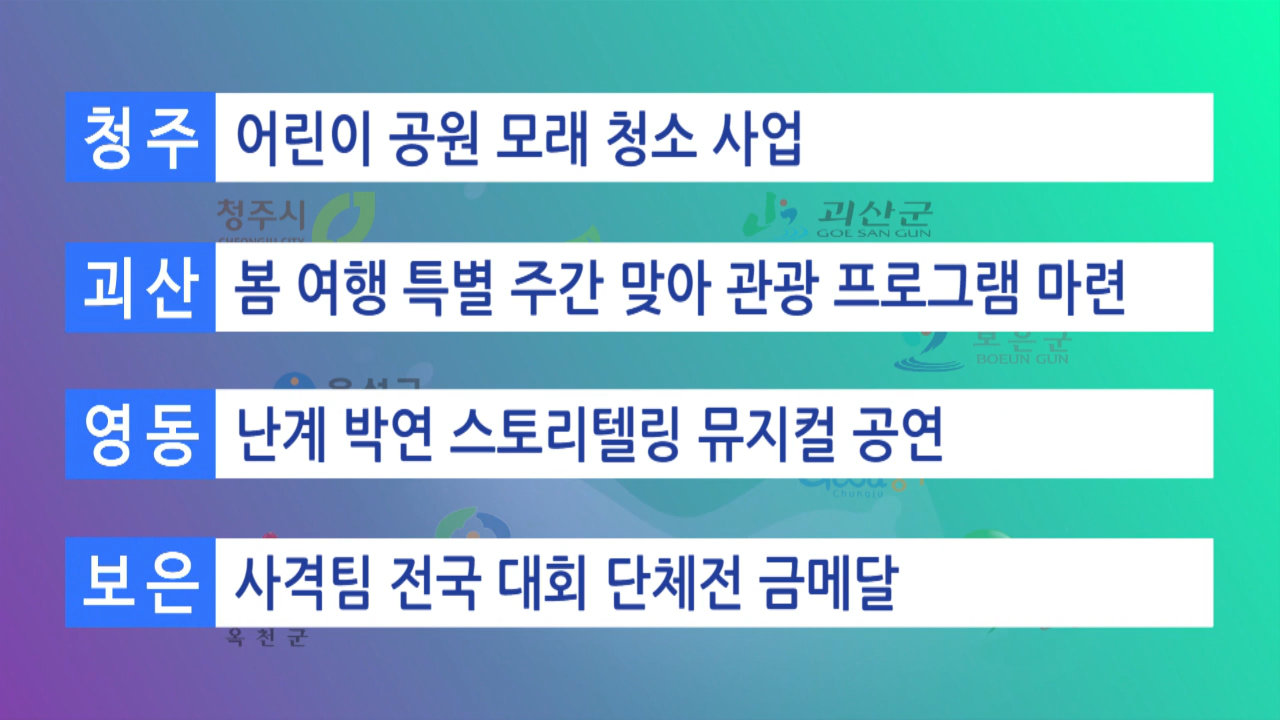 청주 어린이 공원 모래 청소 사업
청주시
괴산군
GOE SAN GUN
괴산 봄 여행 특별 주간 맞아 관광 프로그램 마련
보은군
BOEUN GUN
영동 난계 박연 스토리텔링 뮤지컬 공연
Chungju
보은 사격팀 전국 대회 단체전 금메달
옥천군